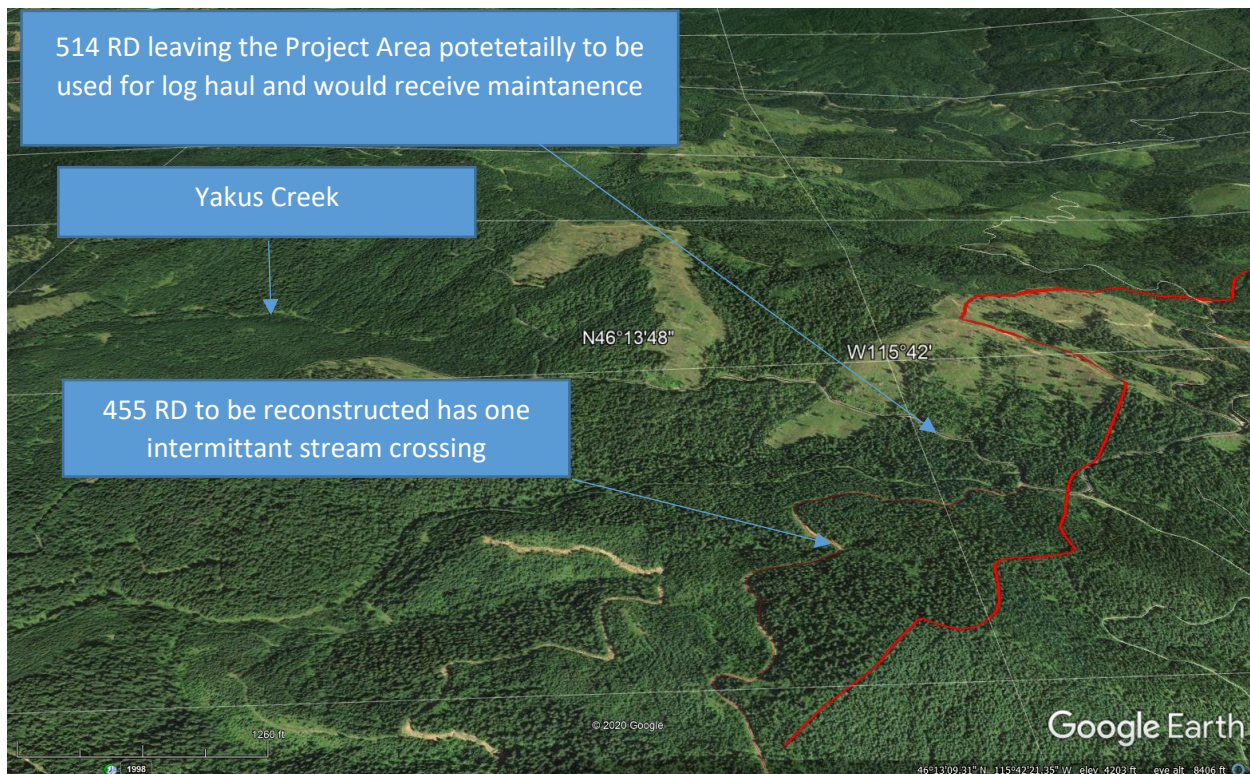 514 RD leaving the Project Area potetetailly to be
used for log haul and would receive maintanence
Yakus Creek
N46°13'48"
W115°42'
455 RD to be reconstructed has one
intermittant stream crossing
© 2020 Google
Google Earth
1260 ft
1998
46°13'09.31" N 115°42'21.35" W elev 4203 ft eye alt 8406 ft